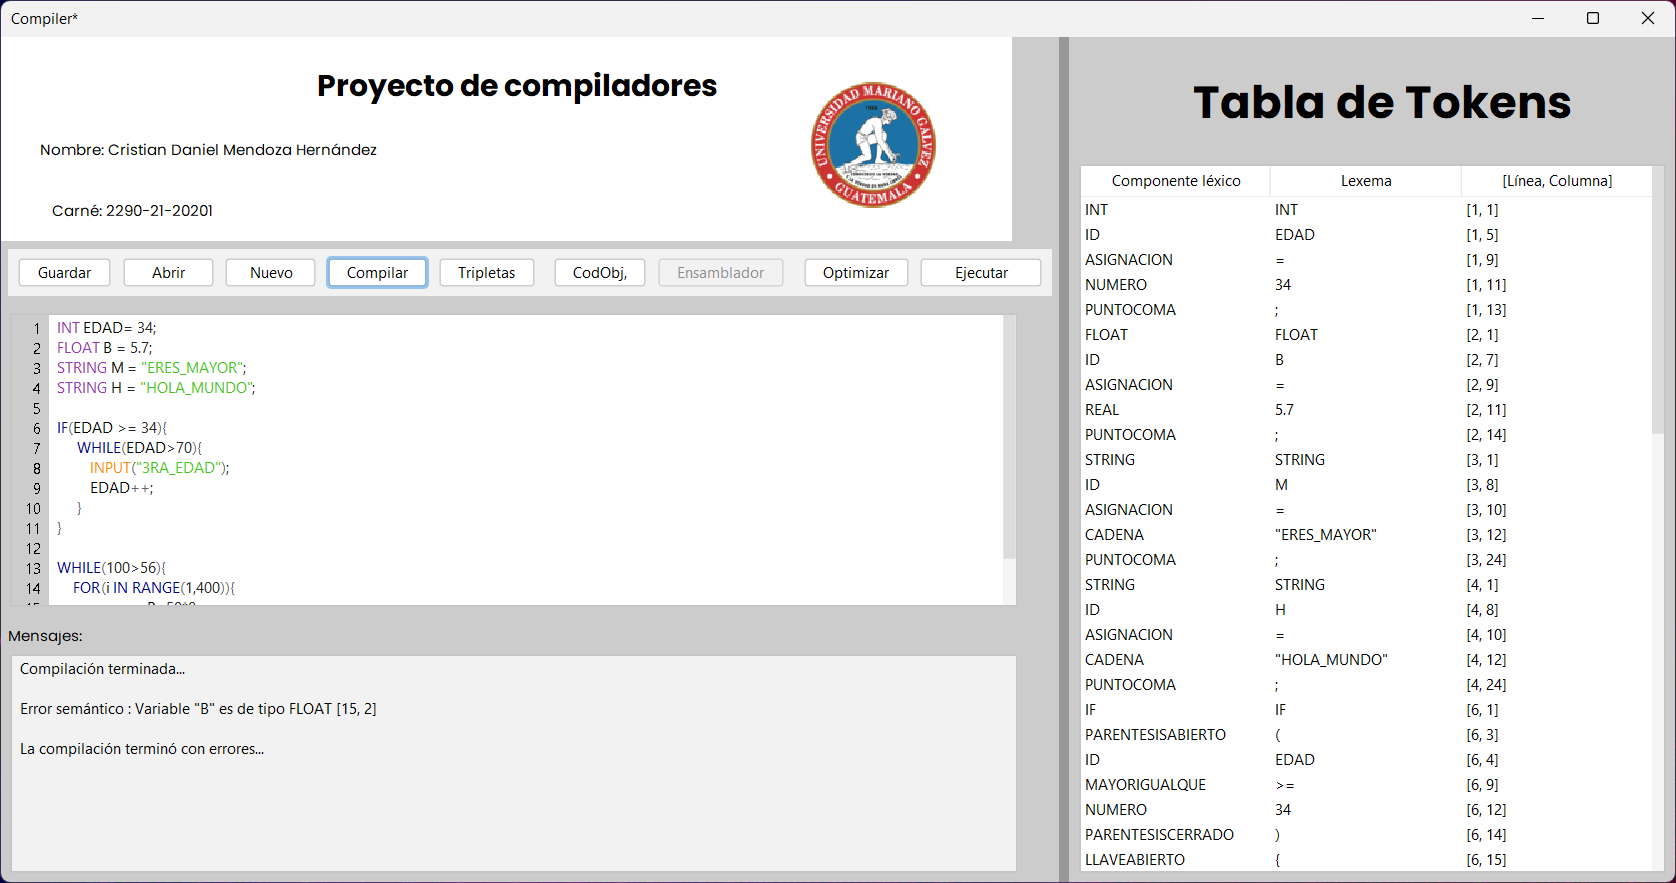 Compiler*
Proyecto de compiladores
Nombre: Cristian Daniel Mendoza Hernández
Carné: 2290-21-20201
UNIVERSIDAD MARIANO GALVEZ
GUATEMALA
Guardar Abrir Nuevo Compilar Tripletas CodObj, Ensamblador Optimizar Ejecutar
1 INT EDAD= 34;
2 FLOAT B = 5.7;
3 STRING M = "ERES_MAYOR";
4 STRING H = "HOLA_MUNDO";
5
6 IF(EDAD >= 34){
7 WHILE(EDAD>70){
8 INPUT("3RA_EDAD");
9 EDAD++;
10 }
11 }
12
13 WHILE(100>56){
14 FOR(i IN RANGE(1,400)){
Mensajes:
Compilación terminada...
Error semántico : Variable "B" es de tipo FLOAT [15, 2]
La compilación terminó con errores...
Tabla de Tokens
Componente léxico Lexema [Línea, Columna]
INT INT [1, 1]
ID EDAD [1, 5]
ASIGNACION = [1, 9]
NUMERO 34 [1, 11]
PUNTOCOMA ; [1, 13]
FLOAT FLOAT [2, 1]
ID B [2, 7]
ASIGNACION = [2, 9]
REAL 5.7 [2, 11]
PUNTOCOMA ; [2, 14]
STRING STRING [3, 1]
ID M [3, 8]
ASIGNACION = [3, 10]
CADENA "ERES_MAYOR" [3, 12]
PUNTOCOMA ; [3, 24]
STRING STRING [4, 1]
ID H [4, 8]
ASIGNACION = [4, 10]
CADENA "HOLA_MUNDO" [4, 12]
PUNTOCOMA ; [4, 24]
IF IF [6, 1]
PARENTESISABIERTO ( [6, 3]
ID EDAD [6, 4]
MAYORIGUALQUE >= [6, 9]
NUMERO 34 [6, 12]
PARENTESISCERRADO ) [6, 14]
LLAVEABIERTO { [6, 15]